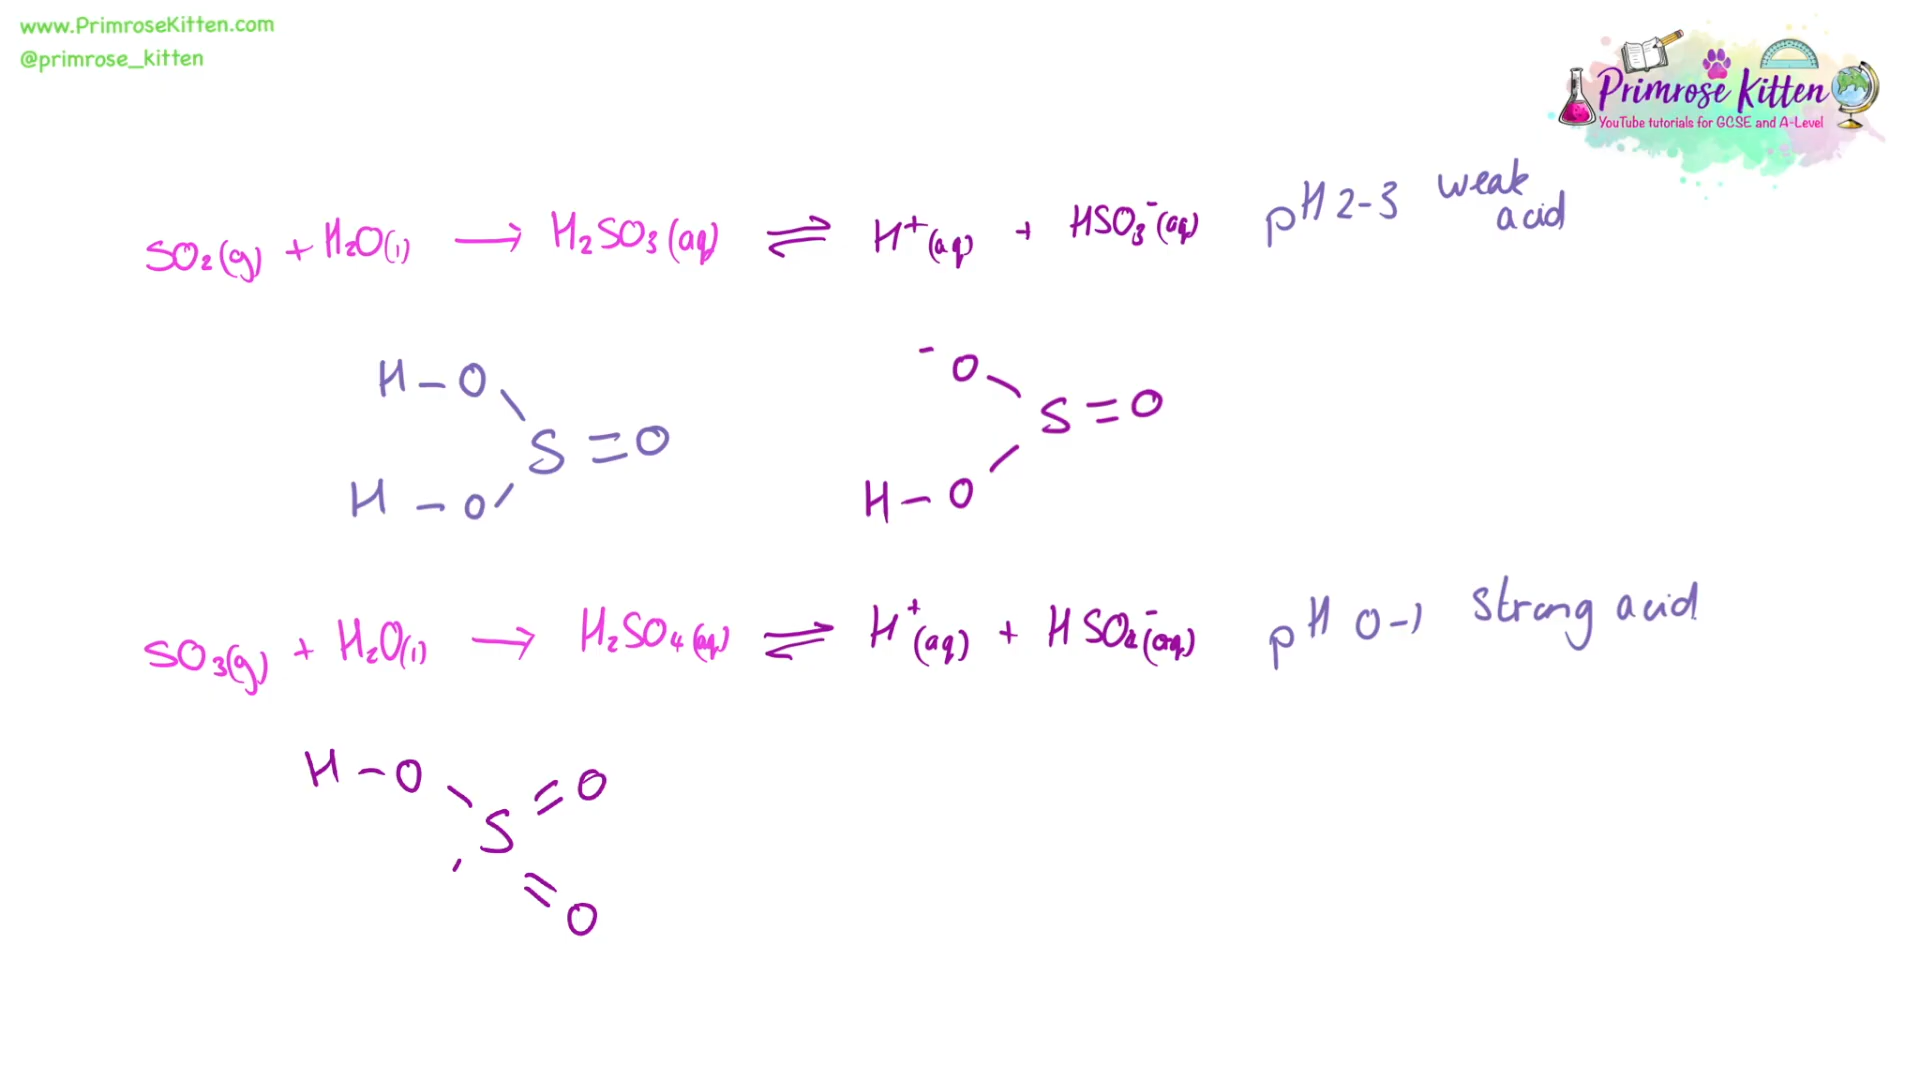 www.PrimroseKitten.com
@primrose_kitten
Primrose Kitten
YouTube tutorials for GCSE and A-Level
SO₂(g) + H₂O(l) → H₂SO₃(aq) ⇌ H⁺(aq) + HSO₃⁻(aq) pH 2-3 weak acid
H - O
S = O
H - O
⁻O
S = O
H - O
SO₃(g) + H₂O(l) → H₂SO₄(aq) ⇌ H⁺(aq) + HSO₄⁻(aq) pH 0-1 strong acid
H - O
S = O
= O